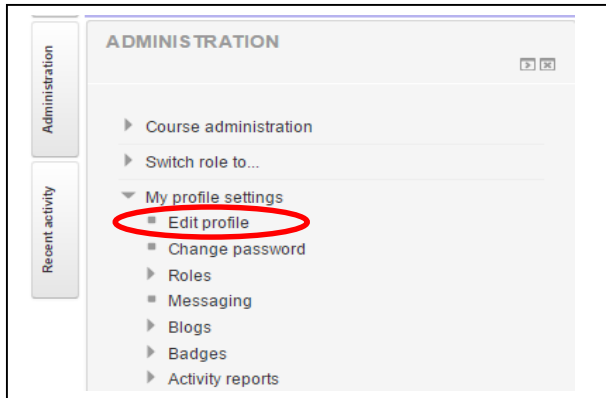 ADMINISTRATION
Administration
Recent activity
Course administration
Switch role to...
My profile settings
Edit profile
Change password
Roles
Messaging
Blogs
Badges
Activity reports